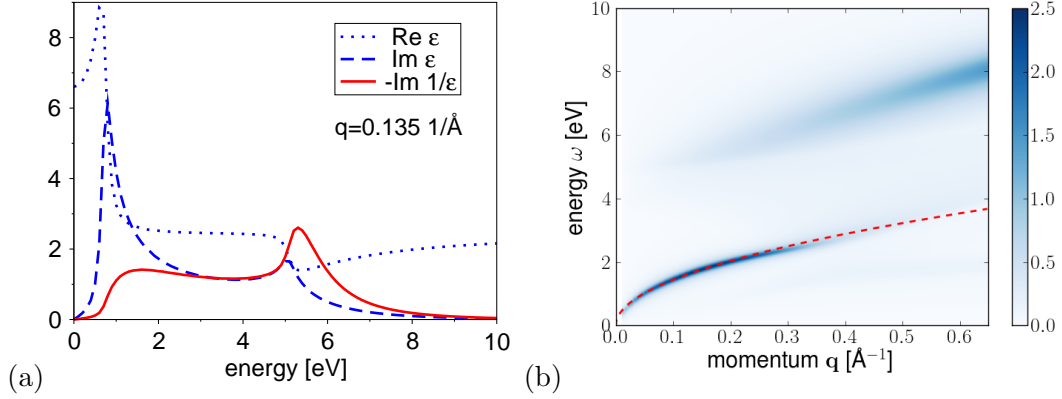 8
6
4
2
0
Re ε
Im ε
-Im 1/ε
q=0.135 1/Å
0 2 4 6 8 10
energy [eV]
(a)
10
8
6
4
2
0
energy ω [eV]
0.0 0.1 0.2 0.3 0.4 0.5 0.6
momentum q [Å⁻¹]
(b)
2.5
2.0
1.5
1.0
0.5
0.0